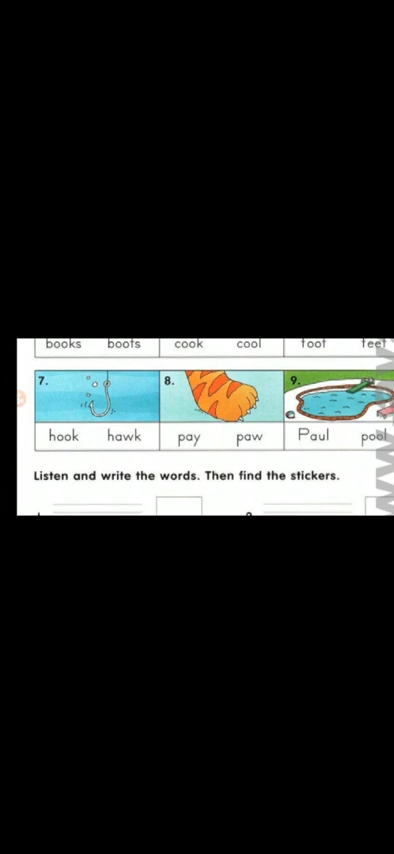 books boots cook cool foot feet
7. 8. 9.
hook hawk pay paw Paul pool
Listen and write the words. Then find the stickers.